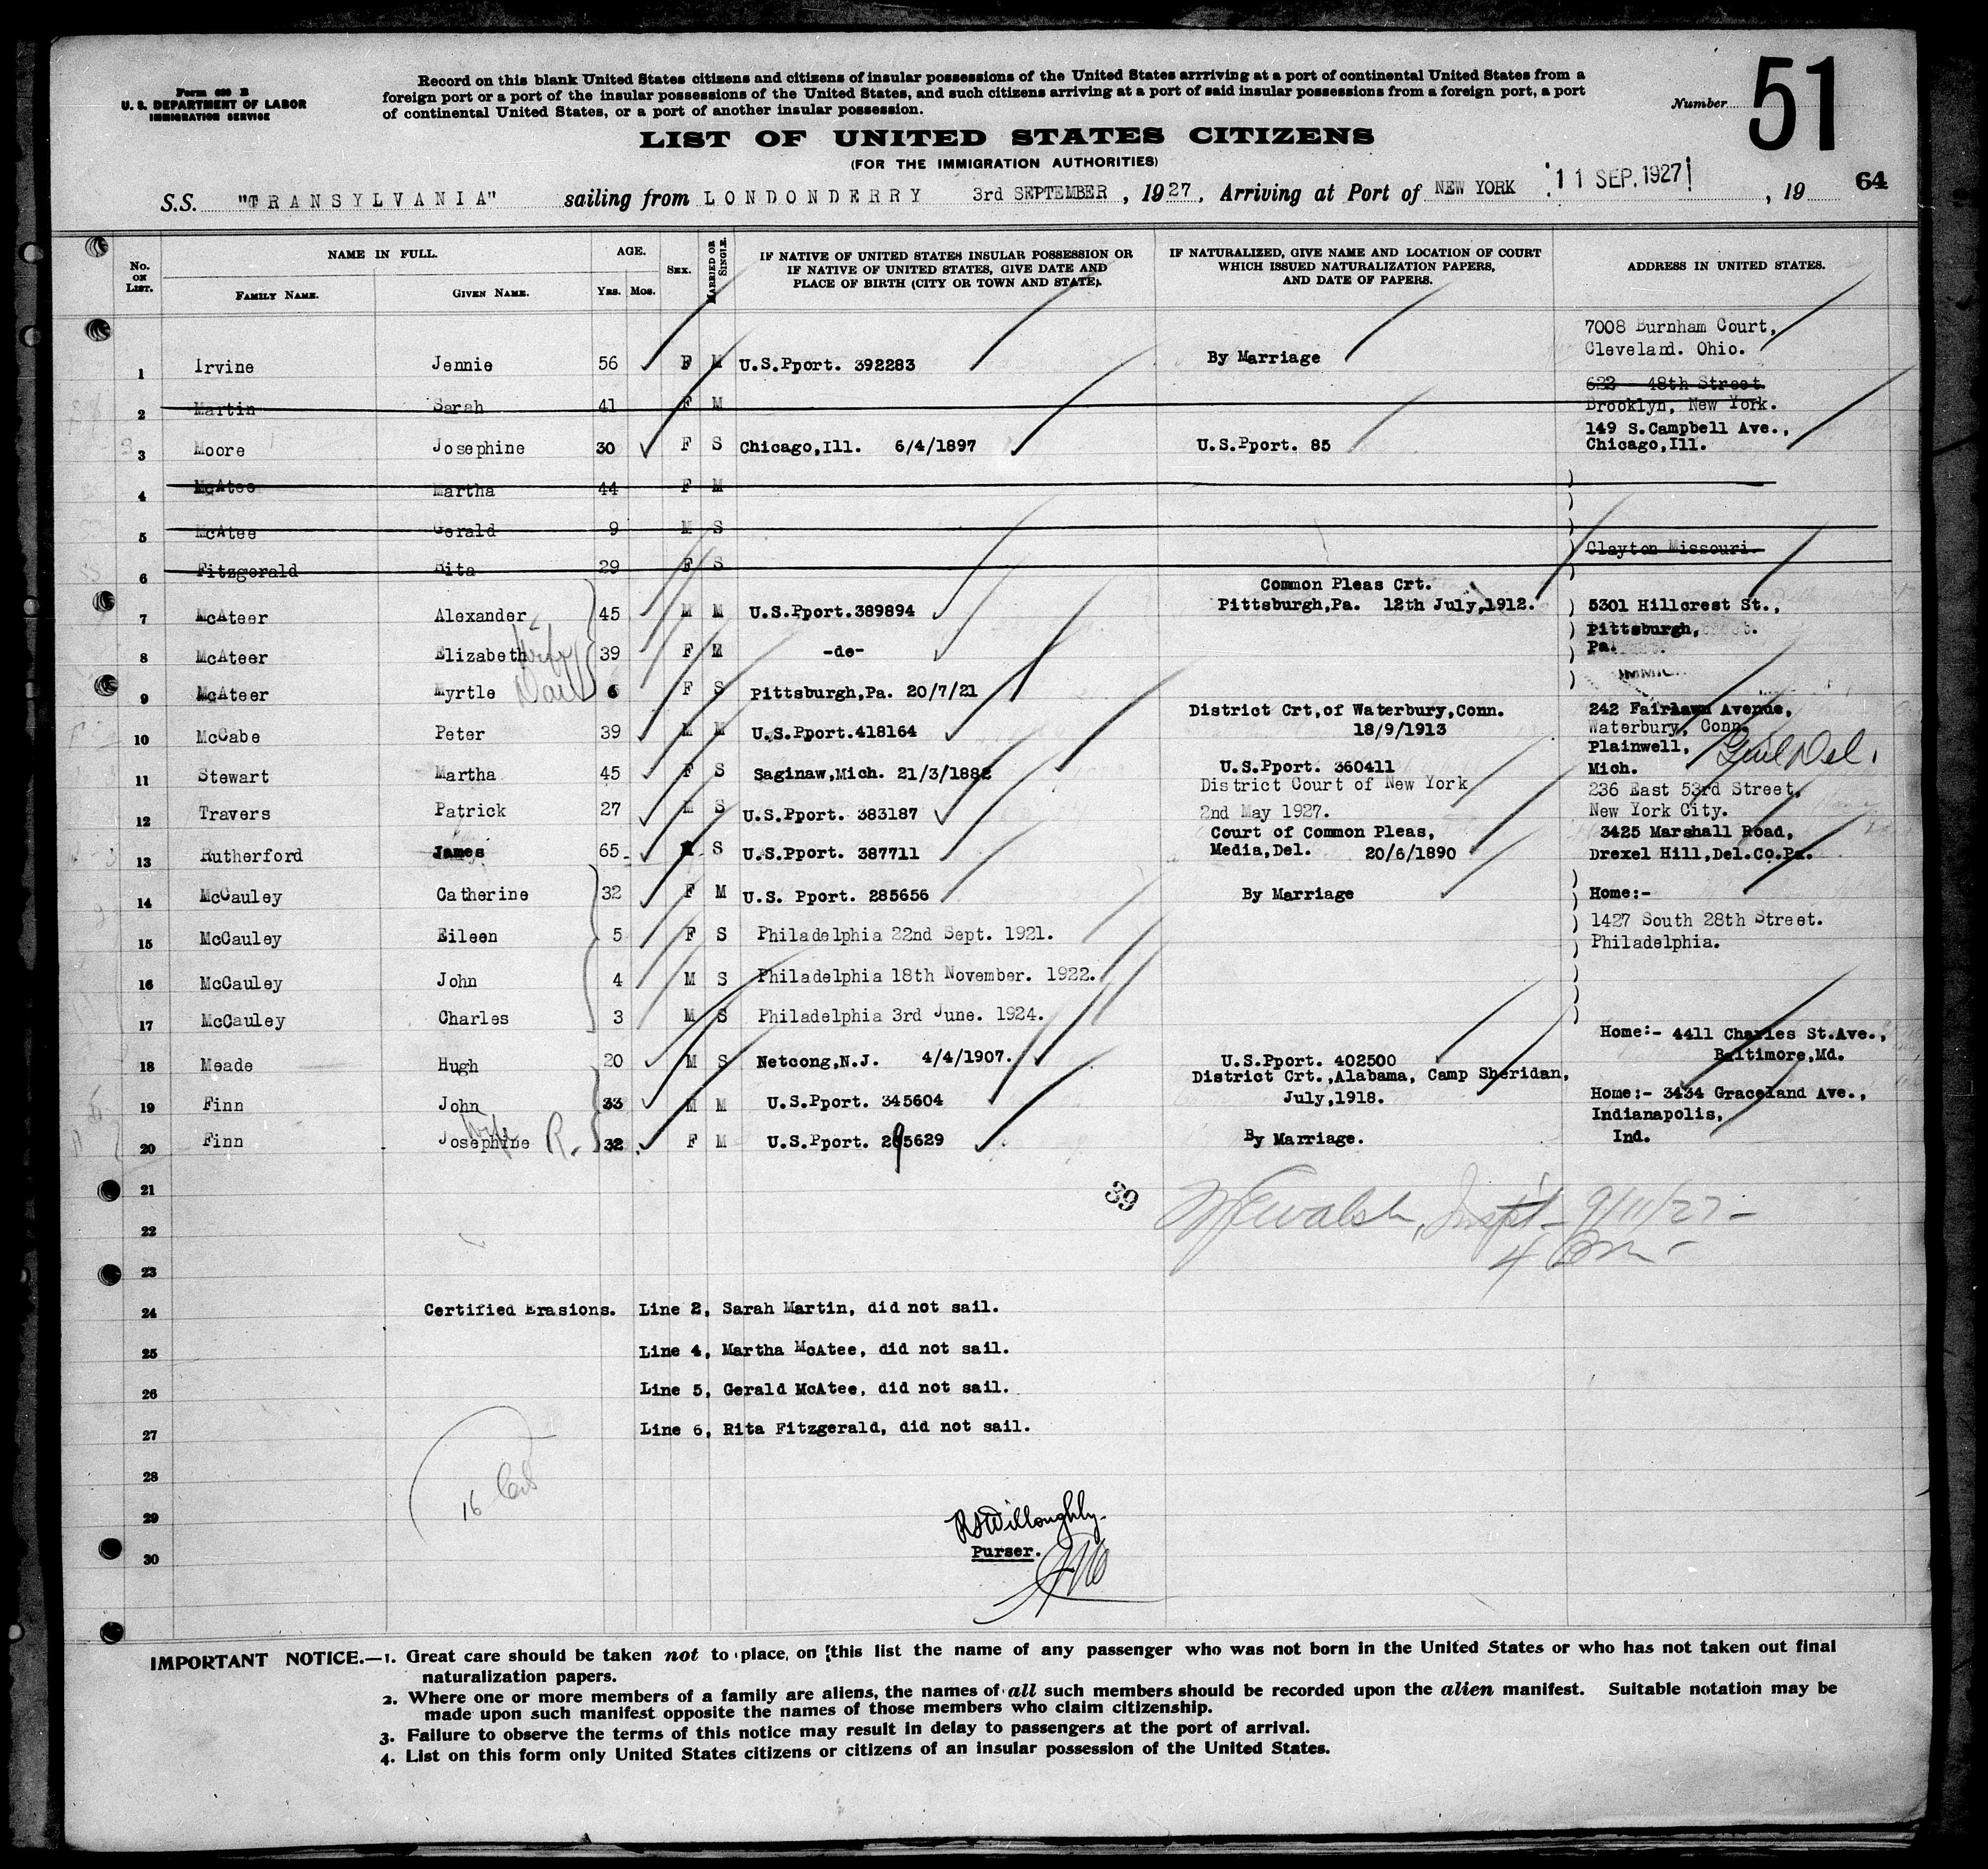 Form 630 B
U. S. DEPARTMENT OF LABOR
IMMIGRATION SERVICE
Record on this blank United States citizens and citizens of insular possessions of the United States arrriving at a port of continental United States from a
foreign port or a port of the insular possessions of the United States, and such citizens arriving at a port of said insular possessions from a foreign port, a port
of continental United States, or a port of another insular possession.
Number 51
LIST OF UNITED STATES CITIZENS
(FOR THE IMMIGRATION AUTHORITIES)
S.S. "TRANSYLVANIA" sailing from LONDONDERRY 3rd SEPTEMBER, 1927, Arriving at Port of NEW YORK 11 SEP. 1927, 19 64
No. ON LIST. NAME IN FULL. FAMILY NAME. GIVEN NAME. AGE. Yrs. Mos. SEX. MARRIED OR SINGLE. IF NATIVE OF UNITED STATES INSULAR POSSESSION OR IF NATIVE OF UNITED STATES, GIVE DATE AND PLACE OF BIRTH (CITY OR TOWN AND STATE). IF NATURALIZED, GIVE NAME AND LOCATION OF COURT WHICH ISSUED NATURALIZATION PAPERS, AND DATE OF PAPERS. ADDRESS IN UNITED STATES.
7008 Burnham Court,
1 Irvine Jennie 56 F M U.S.Pport. 392283 By Marriage Cleveland. Ohio.
623 48th Street
2 Martin Sarah 41 F M Brooklyn, New York.
149 S.Campbell Ave.,
3 Moore Josephine 30 F S Chicago,Ill. 6/4/1897 U.S.Pport. 85 Chicago,Ill.
4 McAtee Martha 44 F M
5 McAtee Gerald 9 M S
Clayton Missouri.
6 Fitzgerald Rita 29 F S
Common Pleas Crt.
7 McAteer Alexander 45 M M U.S.Pport.389894 Pittsburgh,Pa. 12th July,1912. 5301 Hillcrest St.,
Pittsburgh,
8 McAteer Elizabeth Wife 39 F M -do- Pa.
9 McAteer Myrtle Dau 6 F S Pittsburgh,Pa. 20/7/21
District Crt,of Waterbury,Conn. 242 Fairlawn Avenue,
10 McCabe Peter 39 M M U.S.Pport.418164 18/9/1913 Waterbury, Conn.
Plainwell,
11 Stewart Martha 45 F S Saginaw,Mich. 21/3/1882 U.S.Pport. 360411 Mich.
District Court of New York 236 East 53rd Street,
12 Travers Patrick 27 M S U.S.Pport. 383187 2nd May 1927. New York City.
Court of Common Pleas, 3425 Marshall Road,
13 Rutherford James 65 S U.S.Pport. 387711 Media,Del. 20/6/1890 Drexel Hill,Del.Co.Pa.
14 McCauley Catherine 32 F M U.S. Pport. 285656 By Marriage Home:-
1427 South 28th Street.
15 McCauley Eileen 5 F S Philadelphia 22nd Sept. 1921. Philadelphia.
16 McCauley John 4 M S Philadelphia 18th November. 1922.
17 McCauley Charles 3 M S Philadelphia 3rd June. 1924.
Home:- 4411 Charles St.Ave.,
18 Meade Hugh 20 M S Netcong,N.J. 4/4/1907. U.S.Pport. 402500 Baltimore,Md.
District Crt.,Alabama, Camp Sheridan,
19 Finn John 33 M M U.S.Pport. 345604 July,1918. Home:- 3434 Graceland Ave.,
Indianapolis,
20 Finn Josephine Wife R. 32 F M U.S.Pport. 295629 By Marriage. Ind.
21
39
Walsh, Inspt - 9/11/27 -
22
23
24 Certified Erasions. Line 2, Sarah Martin, did not sail.
25 Line 4, Martha McAtee, did not sail.
26 Line 5, Gerald McAtee, did not sail.
27 Line 6, Rita Fitzgerald, did not sail.
28
16
29 RSWilloughby.
30 Purser.
IMPORTANT NOTICE.—1. Great care should be taken not to place, on this list the name of any passenger who was not born in the United States or who has not taken out final
naturalization papers.
2. Where one or more members of a family are aliens, the names of all such members should be recorded upon the alien manifest. Suitable notation may be
made upon such manifest opposite the names of those members who claim citizenship.
3. Failure to observe the terms of this notice may result in delay to passengers at the port of arrival.
4. List on this form only United States citizens or citizens of an insular possession of the United States.